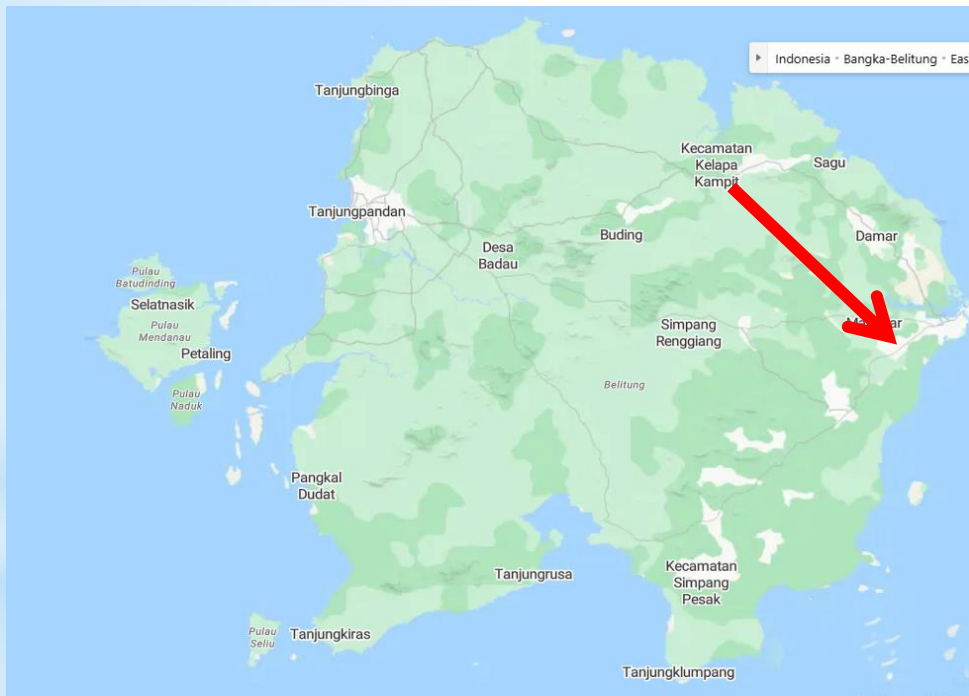 Indonesia · Bangka-Belitung · Eas
Tanjungbinga
Kecamatan
Kelapa
Kampit
Sagu
Tanjungpandan
Desa
Badau
Buding
Damar
Pulau
Batudinding
Selatnasik
Pulau
Mendanau
Petaling
Simpang
Renggiang
Pulau
Naduk
Belitung
Pangkal
Dudat
Tanjungrusa
Kecamatan
Simpang
Pesak
Pulau
Seliu
Tanjungkiras
Tanjungklumpang